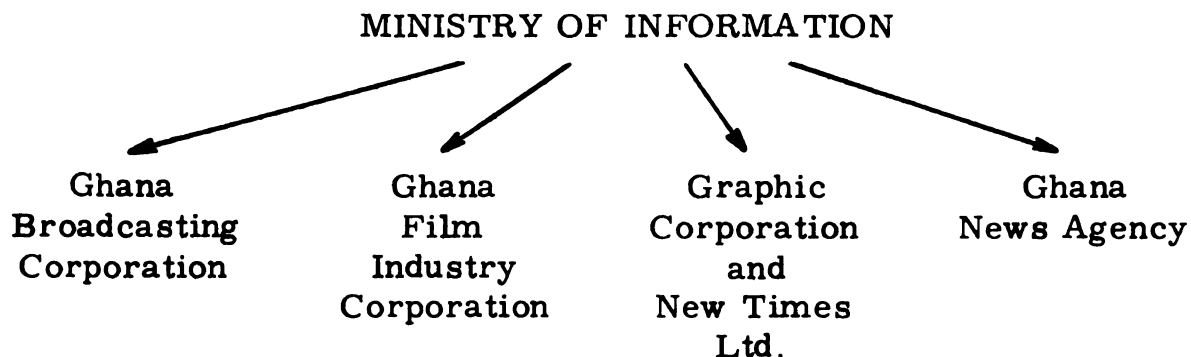 MINISTRY OF INFORMATION
Ghana
Broadcasting
Corporation
Ghana
Film
Industry
Corporation
Graphic
Corporation
and
New Times
Ltd.
Ghana
News Agency